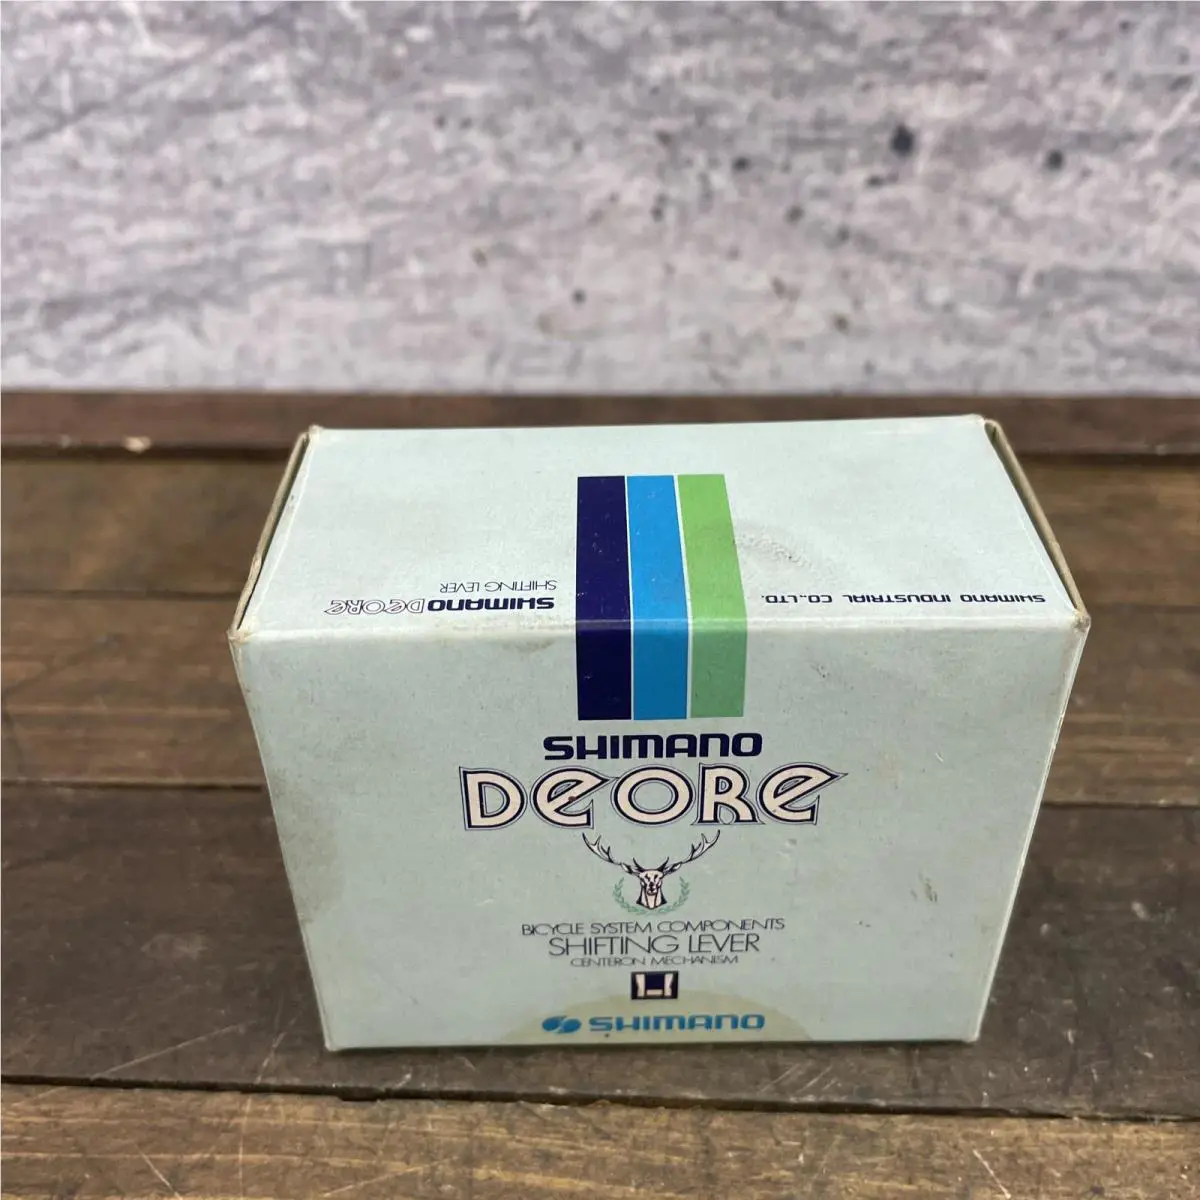 SHIFTING LEVER
SHIMANO DEORE
SHIMANO INDUSTRIAL CO.,LTD.
SHIMANO
DEORE
BICYCLE SYSTEM COMPONENTS
SHIFTING LEVER
CENTERON MECHANISM
SHIMANO